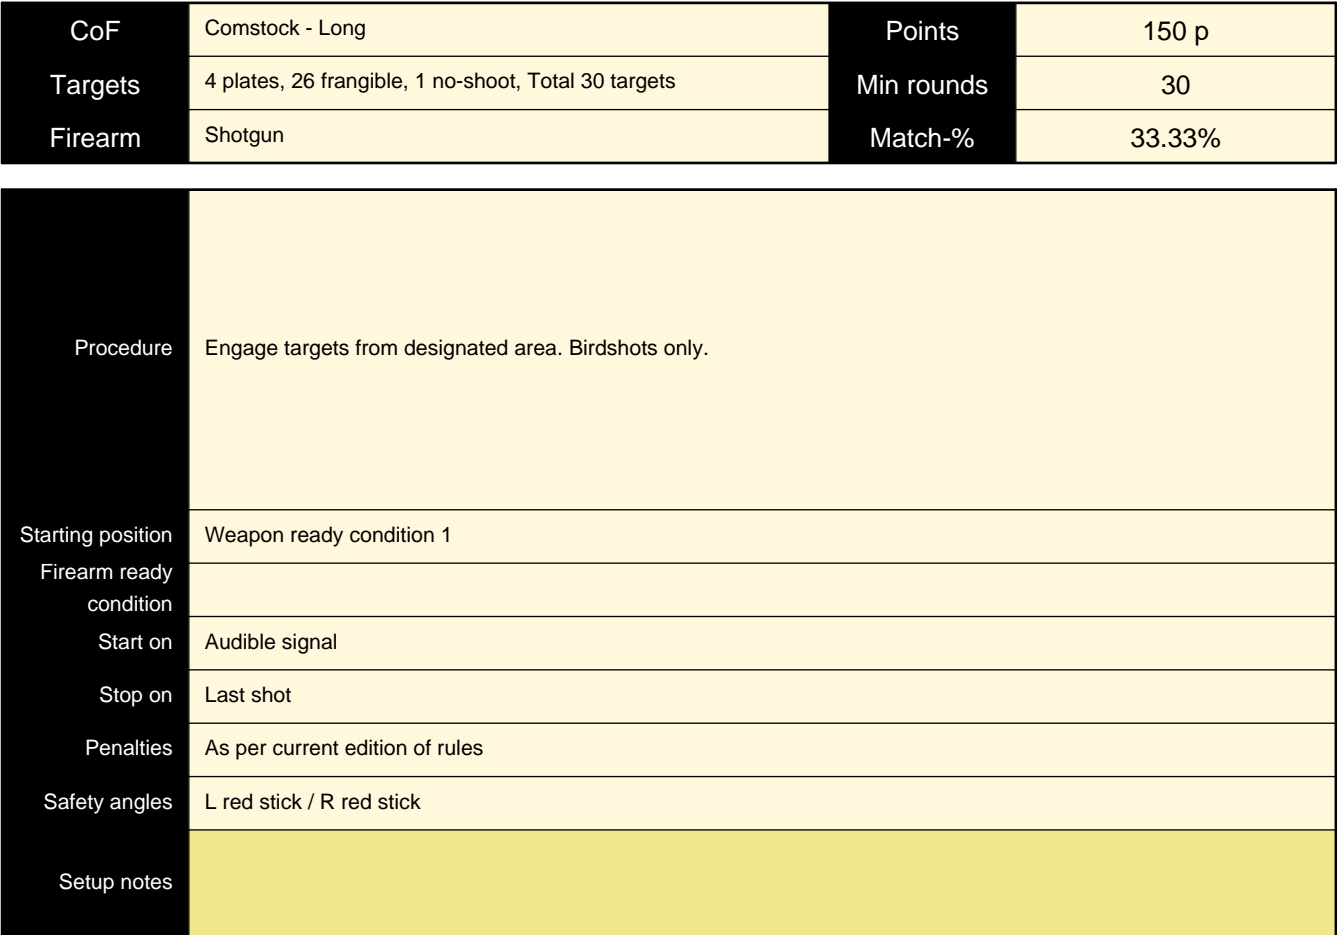 CoF Comstock - Long Points 150 p
Targets 4 plates, 26 frangible, 1 no-shoot, Total 30 targets Min rounds 30
Firearm Shotgun Match-% 33.33%
Procedure Engage targets from designated area. Birdshots only.
Starting position Weapon ready condition 1
Firearm ready
condition
Start on Audible signal
Stop on Last shot
Penalties As per current edition of rules
Safety angles L red stick / R red stick
Setup notes